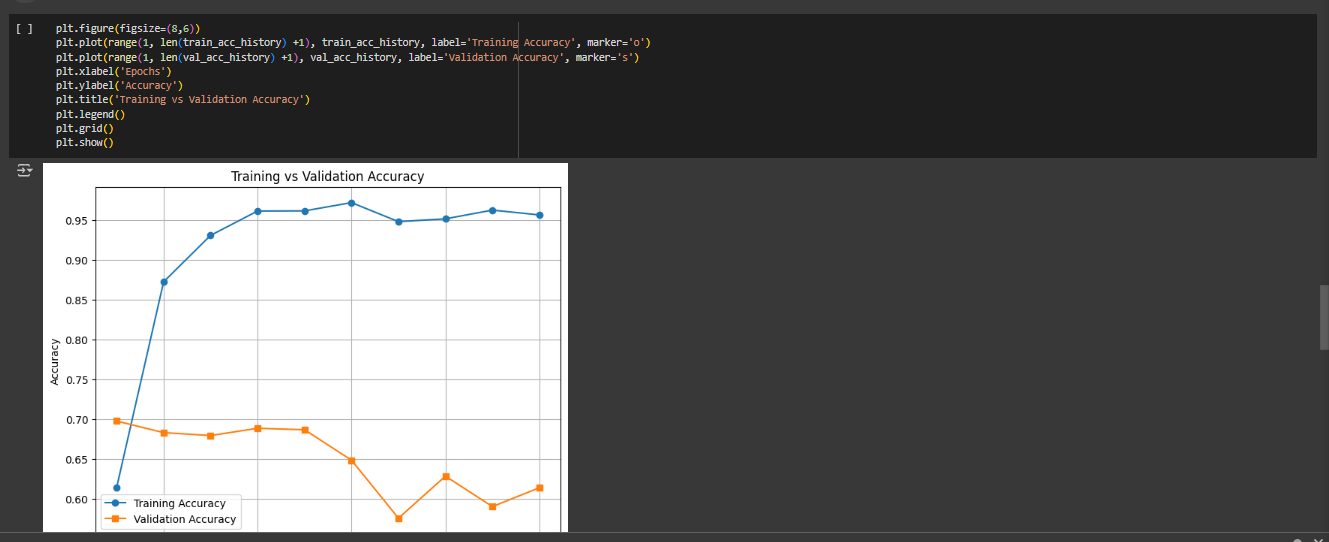 [ ]
plt.figure(figsize=(8,6))
plt.plot(range(1, len(train_acc_history) +1), train_acc_history, label='Training Accuracy', marker='o')
plt.plot(range(1, len(val_acc_history) +1), val_acc_history, label='Validation Accuracy', marker='s')
plt.xlabel('Epochs')
plt.ylabel('Accuracy')
plt.title('Training vs Validation Accuracy')
plt.legend()
plt.grid()
plt.show()
Training vs Validation Accuracy
0.95
0.90
0.85
0.80
0.75
0.70
0.65
0.60
Accuracy
Training Accuracy
Validation Accuracy